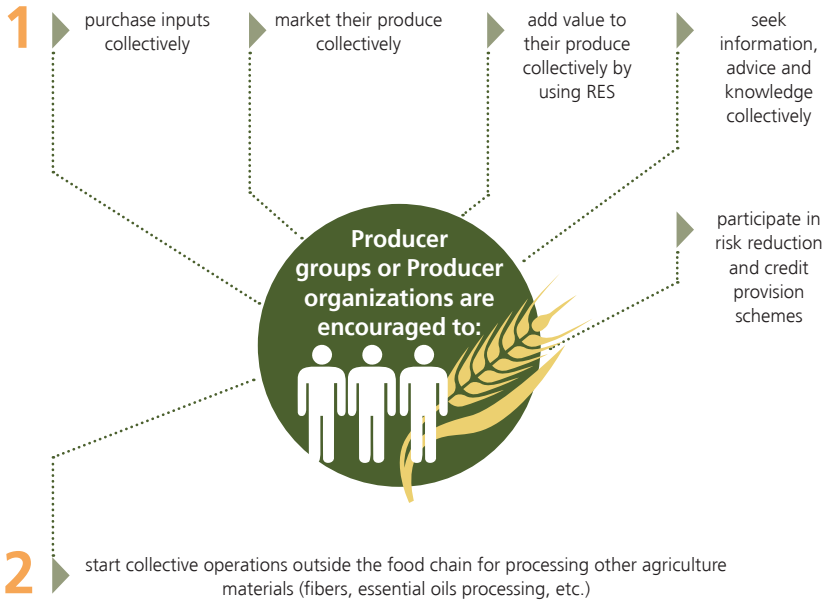 1
purchase inputs
collectively
market their produce
collectively
add value to
their produce
collectively by
using RES
seek
information,
advice and
knowledge
collectively
participate in
risk reduction
and credit
provision
schemes
Producer
groups or Producer
organizations are
encouraged to:
2
start collective operations outside the food chain for processing other agriculture
materials (fibers, essential oils processing, etc.)